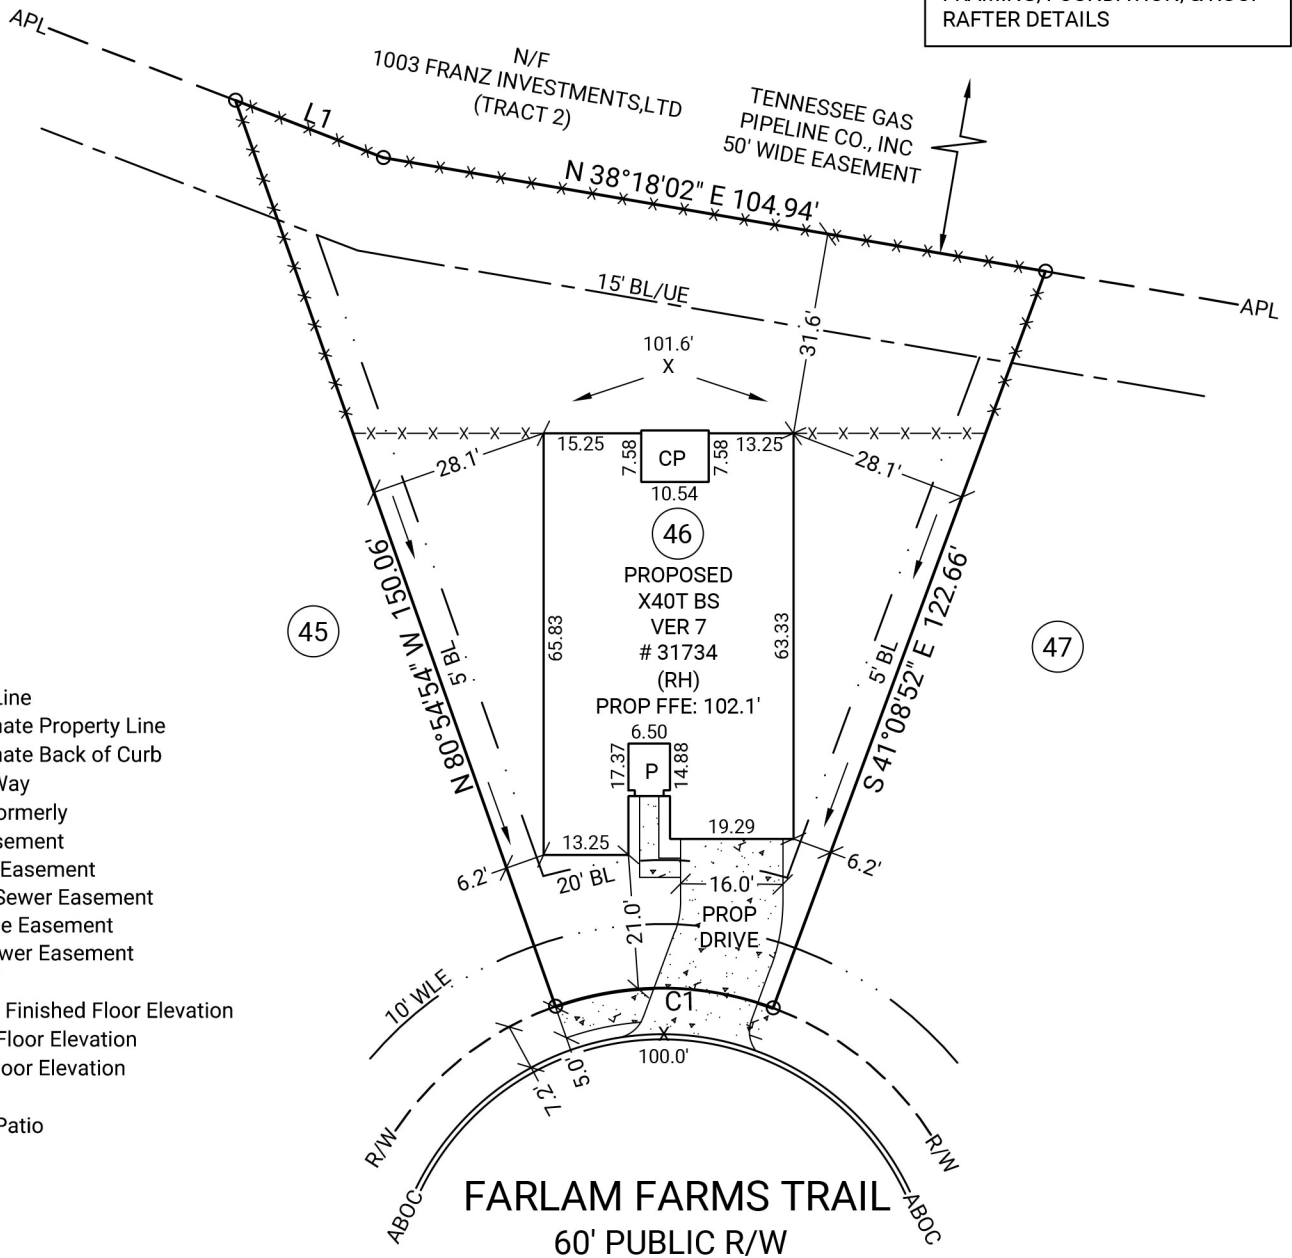 RAFTER DETAILS
APL
N/F
1003 FRANZ INVESTMENTS,LTD
(TRACT 2)
L1
TENNESSEE GAS
PIPELINE CO., INC
50' WIDE EASEMENT
N 38°18'02" E 104.94'
APL
15' BL/UE
31.6'
101.6'
X
15.25
7.58
CP
7.58
13.25
10.54
28.1'
28.1'
46
PROPOSED
X40T BS
VER 7
# 31734
(RH)
PROP FFE: 102.1'
65.83
63.33
N 80°54'54" W 150.06'
S 41°08'52" E 122.66'
45
47
5' BL
5' BL
6.50
17.37
P
14.88
19.29
13.25
6.2'
6.2'
20' BL
16.0'
21.0'
PROP
DRIVE
10' WLE
C1
X
100.0'
5.0'
7.2'
R/W
R/W
ABOC
ABOC
FARLAM FARMS TRAIL
60' PUBLIC R/W
Line
nate Property Line
nate Back of Curb
Way
ormerly
sement
Easement
Sewer Easement
e Easement
wer Easement
Finished Floor Elevation
Floor Elevation
oor Elevation
Patio